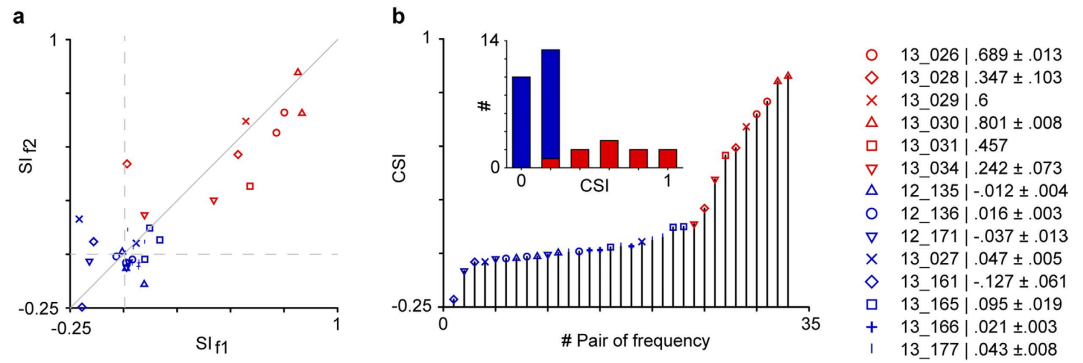 a
1
SI f2
-0.25
-0.25
SI f1
1
b
1
CSI
-0.25
0
# Pair of frequency
35
14
#
0
0
CSI
1
13_026 | .689 ± .013
13_028 | .347 ± .103
13_029 | .6
13_030 | .801 ± .008
13_031 | .457
13_034 | .242 ± .073
12_135 | -.012 ± .004
12_136 | .016 ± .003
12_171 | -.037 ± .013
13_027 | .047 ± .005
13_161 | -.127 ± .061
13_165 | .095 ± .019
13_166 | .021 ±.003
13_177 | .043 ±.008